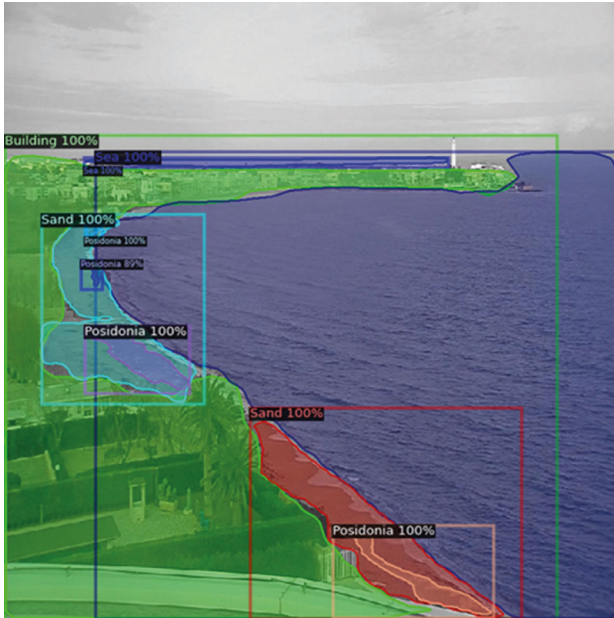 Building 100%
Sea 100%
Sea 100%
Sand 100%
Posidonia 100%
Posidonia 89%
Posidonia 100%
Sand 100%
Posidonia 100%